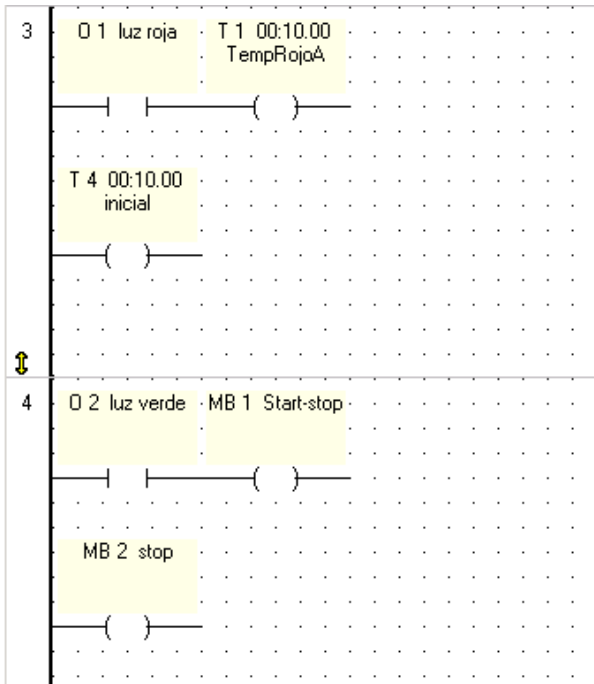 3
O 1 luz roja
T 1 00:10.00
TempRojoA
T 4 00:10.00
inicial
4
O 2 luz verde
MB 1 Start-stop
MB 2 stop